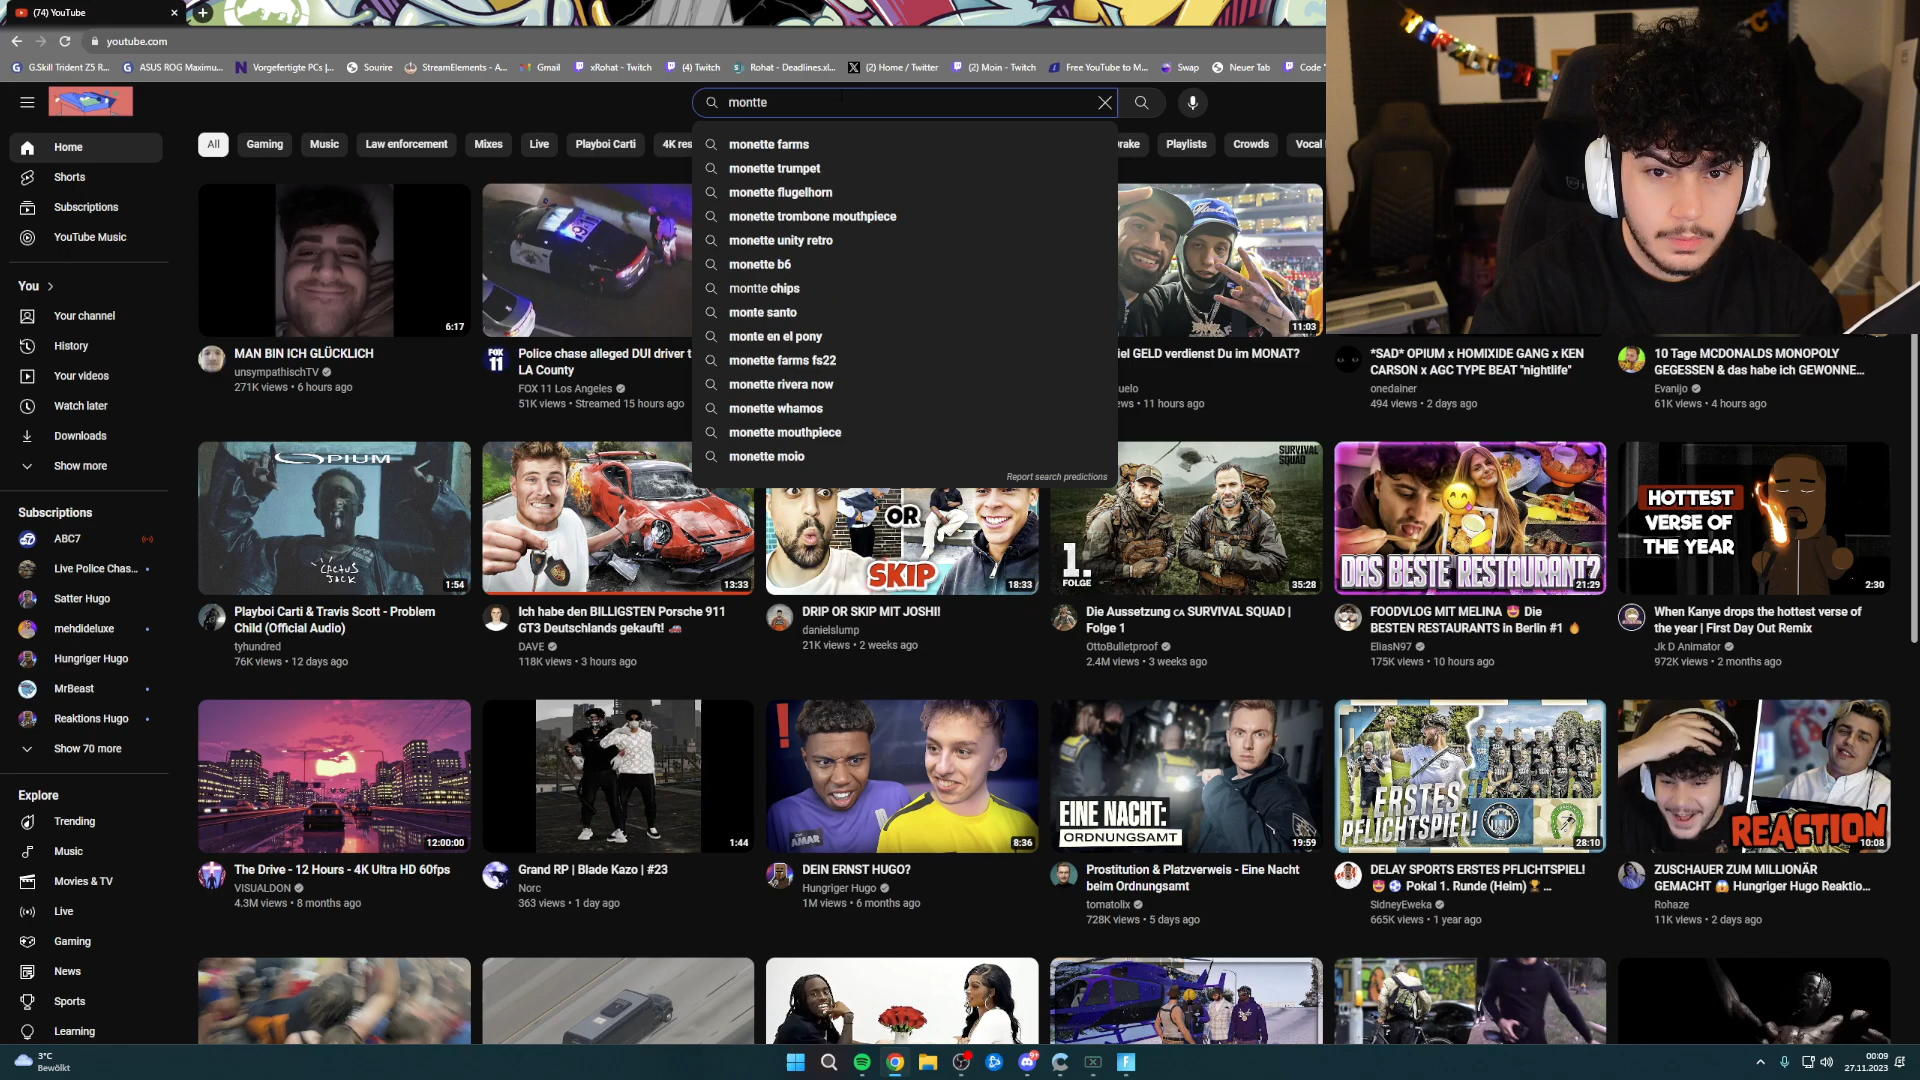 (74) YouTube
youtube.com
G.Skill Trident Z5 R...
ASUS ROG Maximu...
Vorgefertigte PCs |...
Sourire
StreamElements - A...
Gmail
xRohat - Twitch
(4) Twitch
Rohat - Deadlines.xl...
(2) Home / Twitter
(2) Moin - Twitch
Free YouTube to M...
Swap
Neuer Tab
Code "
montte
Home
Shorts
Subscriptions
YouTube Music
You
Your channel
History
Your videos
Watch later
Downloads
Show more
Subscriptions
ABC7
Live Police Chas...
Satter Hugo
mehdideluxe
Hungriger Hugo
MrBeast
Reaktions Hugo
Show 70 more
Explore
Trending
Music
Movies & TV
Live
Gaming
News
Sports
Learning
All
Gaming
Music
Law enforcement
Mixes
Live
Playboi Carti
4K res
rake
Playlists
Crowds
Vocal
monette farms
monette trumpet
monette flugelhorn
monette trombone mouthpiece
monette unity retro
monette b6
montte chips
monte santo
monte en el pony
monette farms fs22
monette rivera now
monette whamos
monette mouthpiece
monette moio
Report search predictions
6:17
11:03
MAN BIN ICH GLÜCKLICH
unsympathischTV
271K views • 6 hours ago
FOX 11
Police chase alleged DUI driver t
LA County
FOX 11 Los Angeles
51K views • Streamed 15 hours ago
iel GELD verdienst Du im MONAT?
uelo
ews • 11 hours ago
*SAD* OPIUM x HOMIXIDE GANG x KEN
CARSON x AGC TYPE BEAT "nightlife"
onedainer
494 views • 2 days ago
10 Tage MCDONALDS MONOPOLY
GEGESSEN & das habe ich GEWONNE...
Evanijo
61K views • 4 hours ago
OPIUM
CACTUS
JACK
1:54
13:33
OR
SKIP
18:33
SURVIVAL
SQUAD
1.
FOLGE
35:28
DAS BESTE RESTAURANT?
21:29
HOTTEST
VERSE OF
THE YEAR
2:30
Playboi Carti & Travis Scott - Problem
Child (Official Audio)
tyhundred
76K views • 12 days ago
Ich habe den BILLIGSTEN Porsche 911
GT3 Deutschlands gekauft!
DAVE
118K views • 3 hours ago
DRIP OR SKIP MIT JOSHI!
danielslump
21K views • 2 weeks ago
Die Aussetzung CA SURVIVAL SQUAD |
Folge 1
OttoBulletproof
2.4M views • 3 weeks ago
FOODVLOG MIT MELINA 🤩 Die
BESTEN RESTAURANTS in Berlin #1 🔥
EliasN97
175K views • 10 hours ago
When Kanye drops the hottest verse of
the year | First Day Out Remix
Jk D Animator
972K views • 2 months ago
12:00:00
1:44
AMAR
8:36
EINE NACHT:
ORDNUNGSAMT
19:59
ERSTES
PFLICHTSPIEL!
28:10
REACTION
10:08
The Drive - 12 Hours - 4K Ultra HD 60fps
VISUALDON
4.3M views • 8 months ago
Grand RP | Blade Kazo | #23
Norc
363 views • 1 day ago
DEIN ERNST HUGO?
Hungriger Hugo
1M views • 6 months ago
Prostitution & Platzverweis - Eine Nacht
beim Ordnungsamt
tomatolix
728K views • 5 days ago
DELAY SPORTS ERSTES PFLICHTSPIEL!
🤩 ⚽ Pokal 1. Runde (Heim) 🏆 ...
SidneyEweka
665K views • 1 year ago
ZUSCHAUER ZUM MILLIONÄR
GEMACHT 😱 Hungriger Hugo Reaktio...
Rohaze
11K views • 2 days ago
3°C
Bewölkt
00:09
27.11.2023